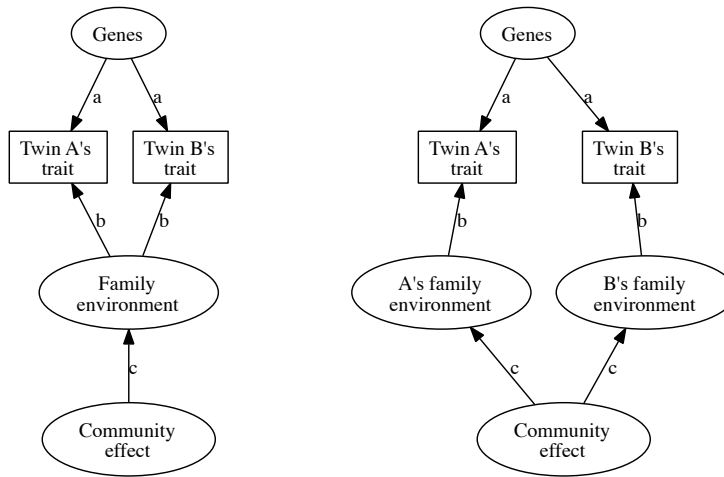 Genes
a
a
Twin A's
trait
Twin B's
trait
b
b
Family
environment
c
Community
effect
Genes
a
a
Twin A's
trait
Twin B's
trait
b
b
A's family
environment
B's family
environment
c
c
Community
effect